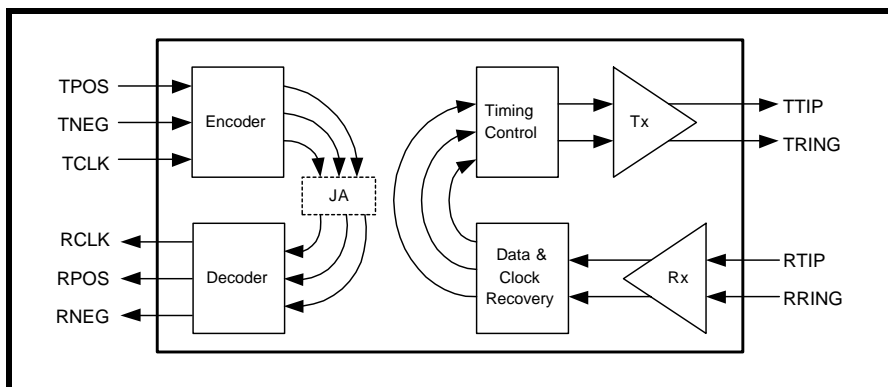 TPOS
TNEG
TCLK
Encoder
JA
Timing
Control
Tx
TTIP
TRING
RCLK
RPOS
RNEG
Decoder
Data &
Clock
Recovery
Rx
RTIP
RRING